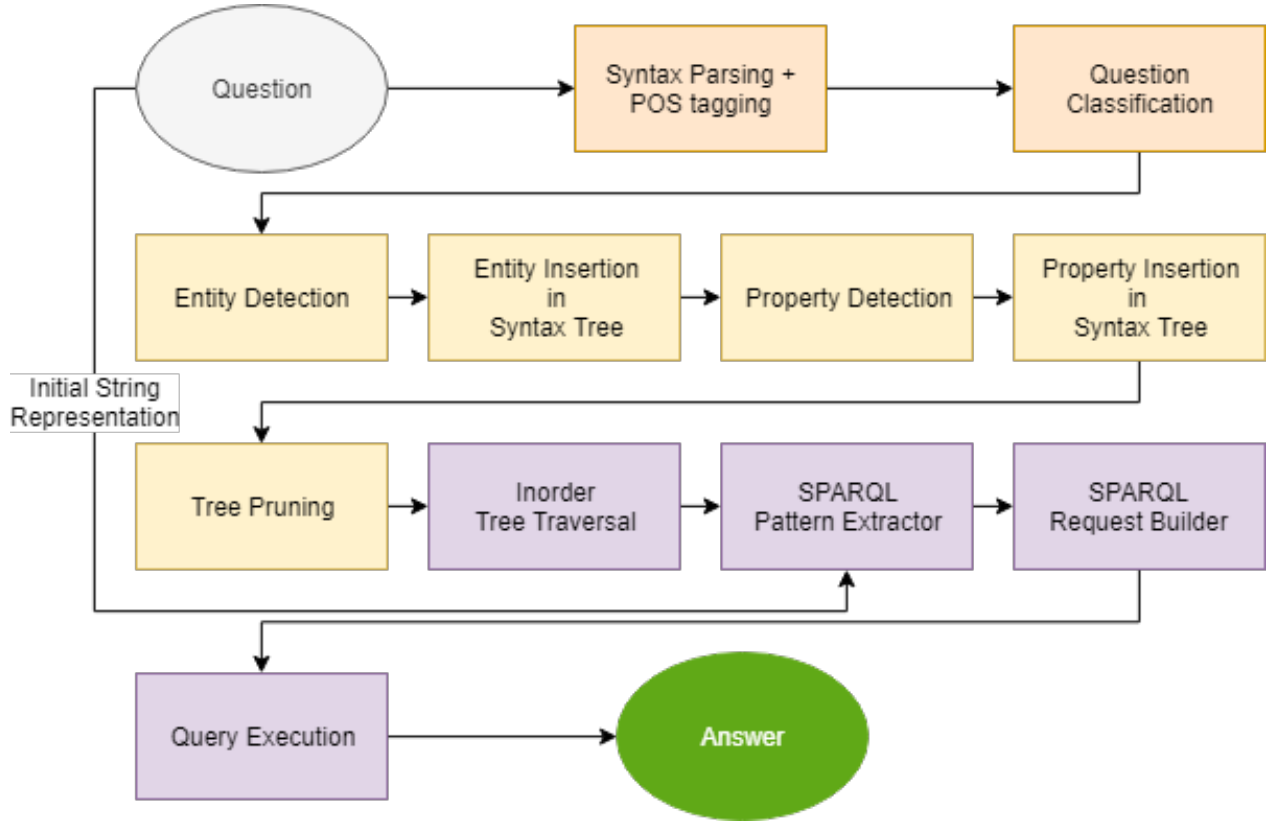 Question
Syntax Parsing +
POS tagging
Question
Classification
Entity Detection
Entity Insertion
in
Syntax Tree
Property Detection
Property Insertion
in
Syntax Tree
Initial String
Representation
Tree Pruning
Inorder
Tree Traversal
SPARQL
Pattern Extractor
SPARQL
Request Builder
Query Execution
Answer